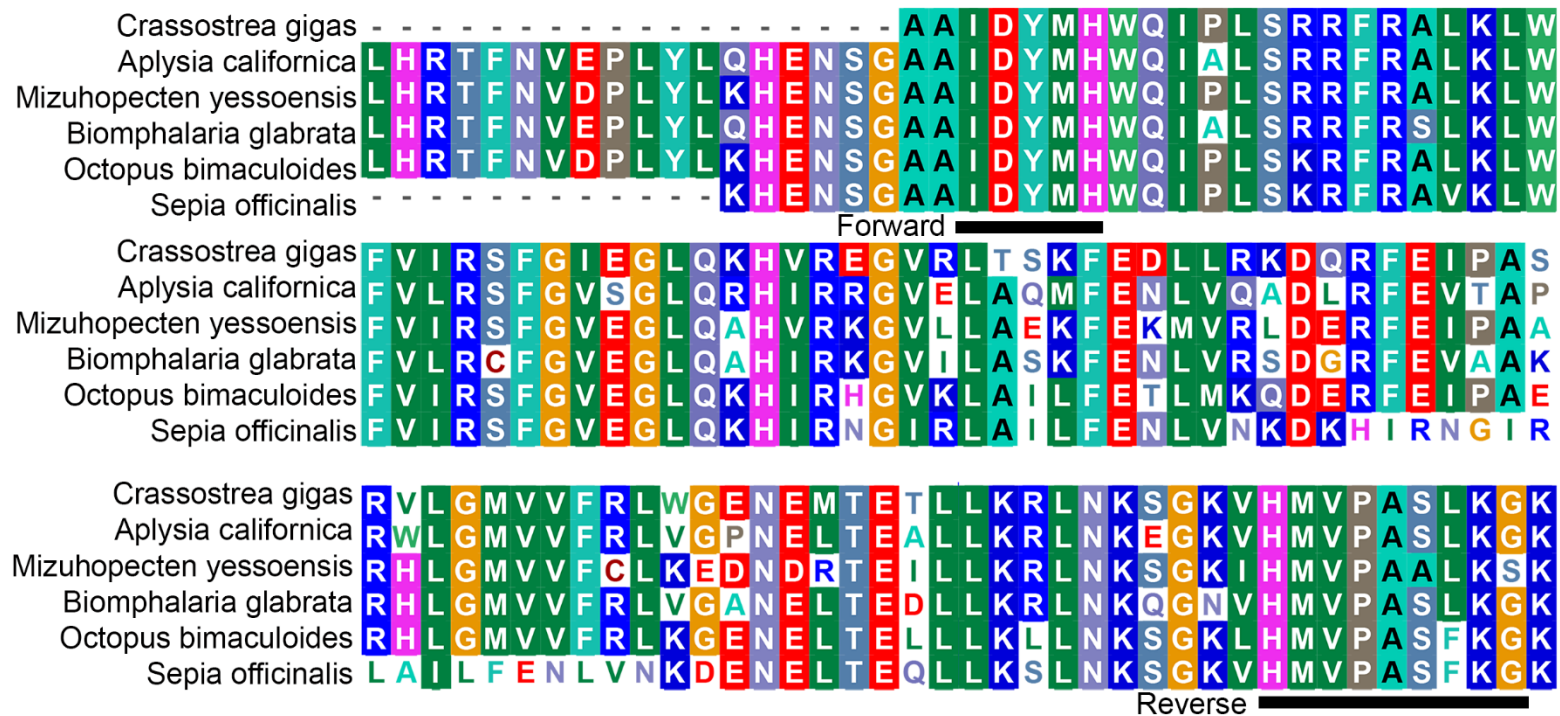 Crassostrea gigas - - - - - - - - - - - - - - - - - - A A I D Y M H W Q I P L S R R F R A L K L W
Aplysia californica L H R T F N V E P L Y L Q H E N S G A A I D Y M H W Q I A L S R R F R A L K L W
Mizuhopecten yessoensis L H R T F N V D P L Y L K H E N S G A A I D Y M H W Q I P L S R R F R A L K L W
Biomphalaria glabrata L H R T F N V E P L Y L Q H E N S G A A I D Y M H W Q I A L S R R F R S L K L W
Octopus bimaculoides L H R T F N V D P L Y L K H E N S G A A I D Y M H W Q I P L S K R F R A L K L W
Sepia officinalis - - - - - - - - - - - - K H E N S G A A I D Y M H W Q I P L S K R F R A V K L W
Forward
Crassostrea gigas F V I R S F G I E G L Q K H V R E G V R L T S K F E D L L R K D Q R F E I P A S
Aplysia californica F V L R S F G V S G L Q R H I R R G V E L A Q M F E N L V Q A D L R F E V T A P
Mizuhopecten yessoensis F V I R S F G V E G L Q A H V R K G V L L A E K F E K M V R L D E R F E I P A A
Biomphalaria glabrata F V L R C F G V E G L Q A H I R K G V I L A S K F E N L V R S D G R F E V A A K
Octopus bimaculoides F V I R S F G V E G L Q K H I R H G V K L A I L F E T L M K Q D E R F E I P A E
Sepia officinalis F V I R S F G V E G L Q K H I R N G I R L A I L F E N L V N K D K H I R N G I R
Crassostrea gigas R V L G M V V F R L W G E N E M T E T L L K R L N K S G K V H M V P A S L K G K
Aplysia californica R W L G M V V F R L V G P N E L T E A L L K R L N K E G K V H M V P A S L K G K
Mizuhopecten yessoensis R H L G M V V F C L K E D N D R T E I L L K R L N K S G K I H M V P A A L K S K
Biomphalaria glabrata R H L G M V V F R L V G A N E L T E D L L K R L N K Q G N V H M V P A S L K G K
Octopus bimaculoides R H L G M V V F R L K G E N E L T E L L L K L L N K S G K L H M V P A S F K G K
Sepia officinalis L A I L F E N L V N K D E N E L T E Q L L K S L N K S G K V H M V P A S F K G K
Reverse